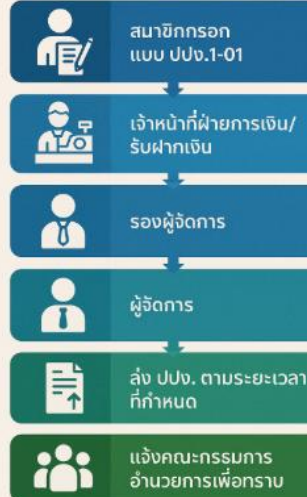 สมาชิกกรอก
แบบ ปปง.1-01
เจ้าหน้าที่ฝ่ายการเงิน/
รับฝากเงิน
รองผู้จัดการ
ผู้จัดการ
ส่ง ปปง. ตามระยะเวลา
ที่กำหนด
แจ้งคณะกรรมการ
อำนวยการเพื่อทราบ